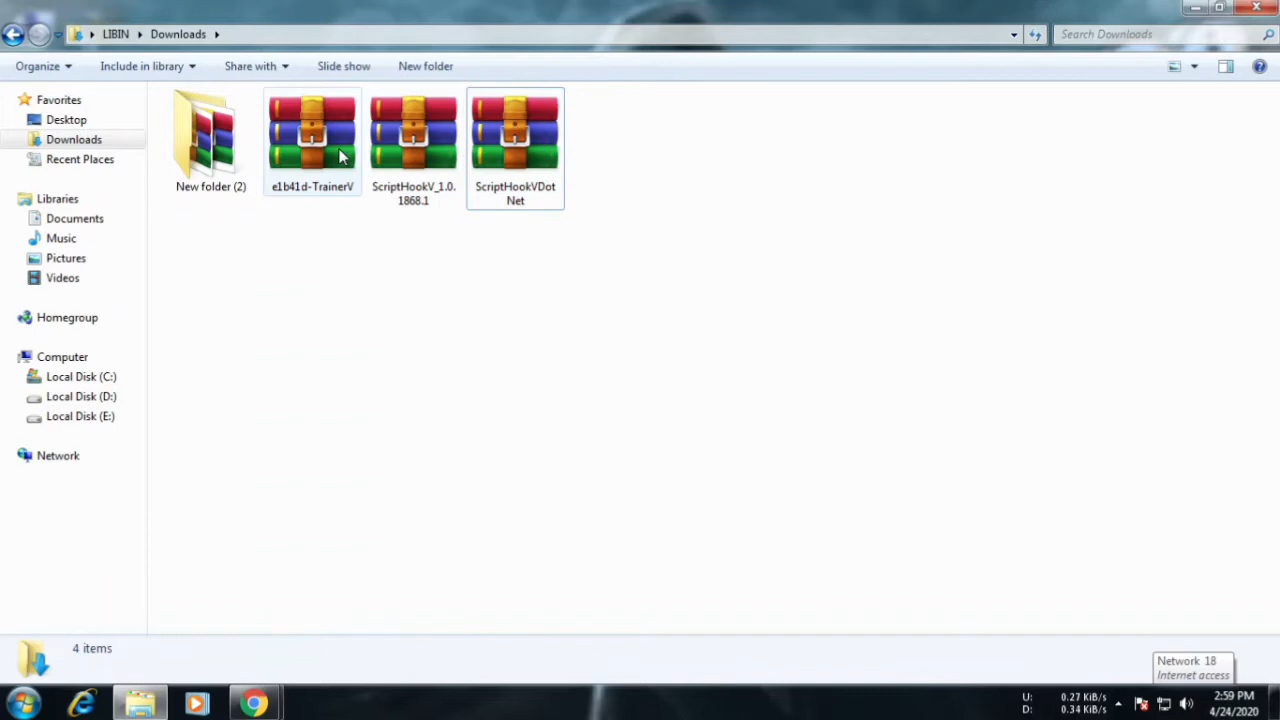 LIBIN Downloads
Search Downloads
Organize Include in library Share with Slide show New folder
Favorites
Desktop
Downloads
Recent Places
Libraries
Documents
Music
Pictures
Videos
Homegroup
Computer
Local Disk (C:)
Local Disk (D:)
Local Disk (E:)
Network
New folder (2)
e1b41d-TrainerV
ScriptHookV_1.0.
1868.1
ScriptHookVDot
Net
4 items
Network 18
Internet access
U: 0.27 KiB/s
D: 0.34 KiB/s
2:59 PM
4/24/2020